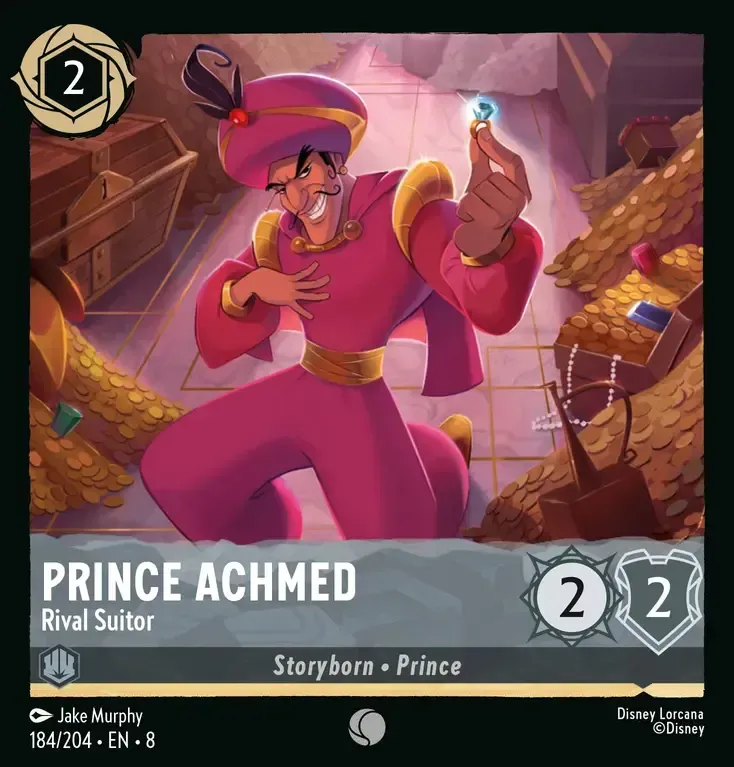 2
PRINCE ACHMED
Rival Suitor
2
2
Storyborn • Prince
Jake Murphy
184/204 • EN • 8
Disney Lorcana
©Disney